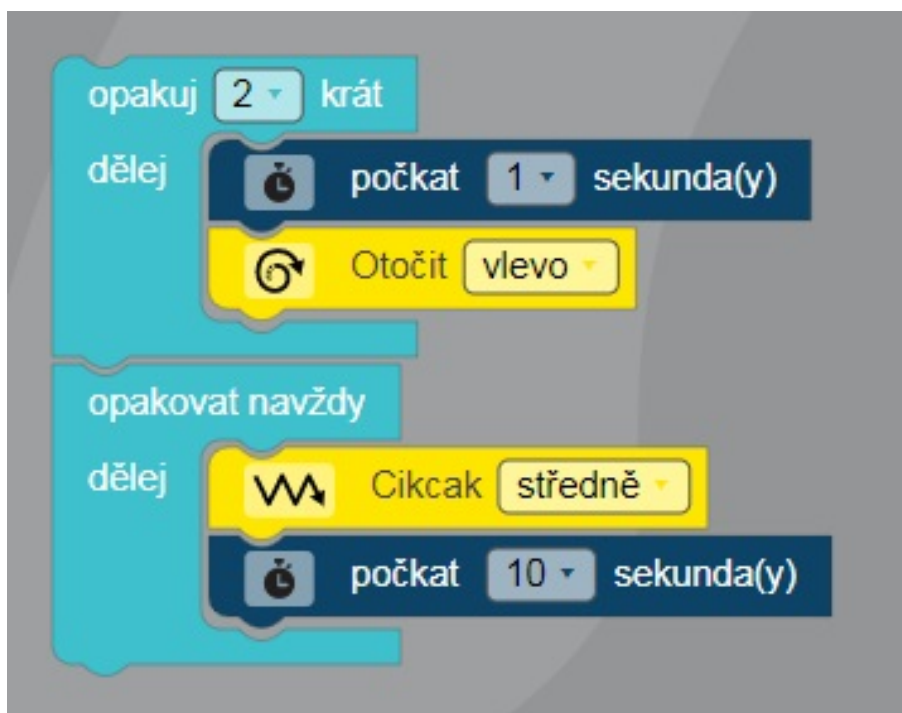 opakuj 2 krát
dělej počkat 1 sekunda(y)
Otočit vlevo
opakovat navždy
dělej Cikcak středně
počkat 10 sekunda(y)